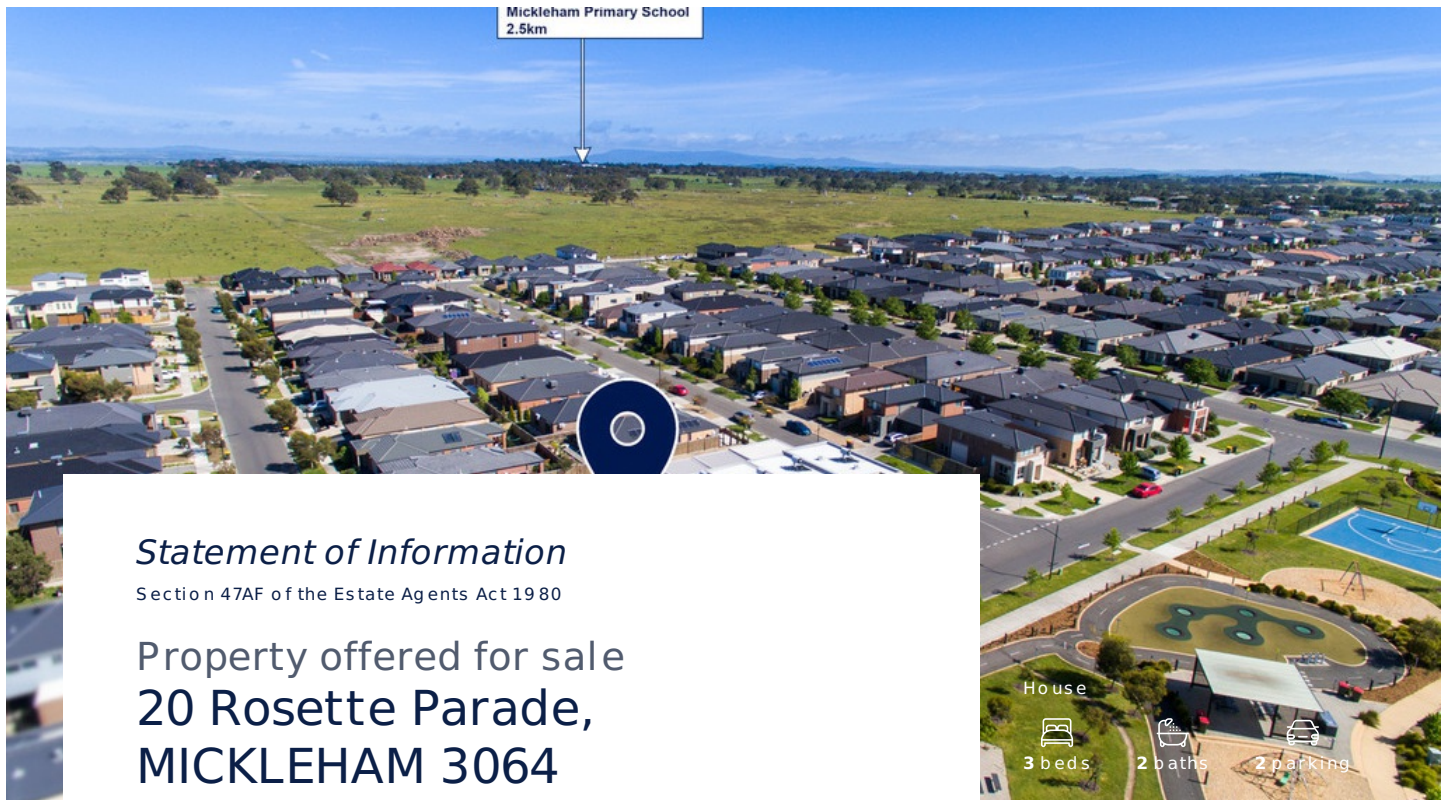 Mickleham Primary School
2.5km
Statement of Information
Section 47AF of the Estate Agents Act 1980
Property offered for sale
20 Rosette Parade,
MICKLEHAM 3064
House
3 beds 2 baths 2 parking